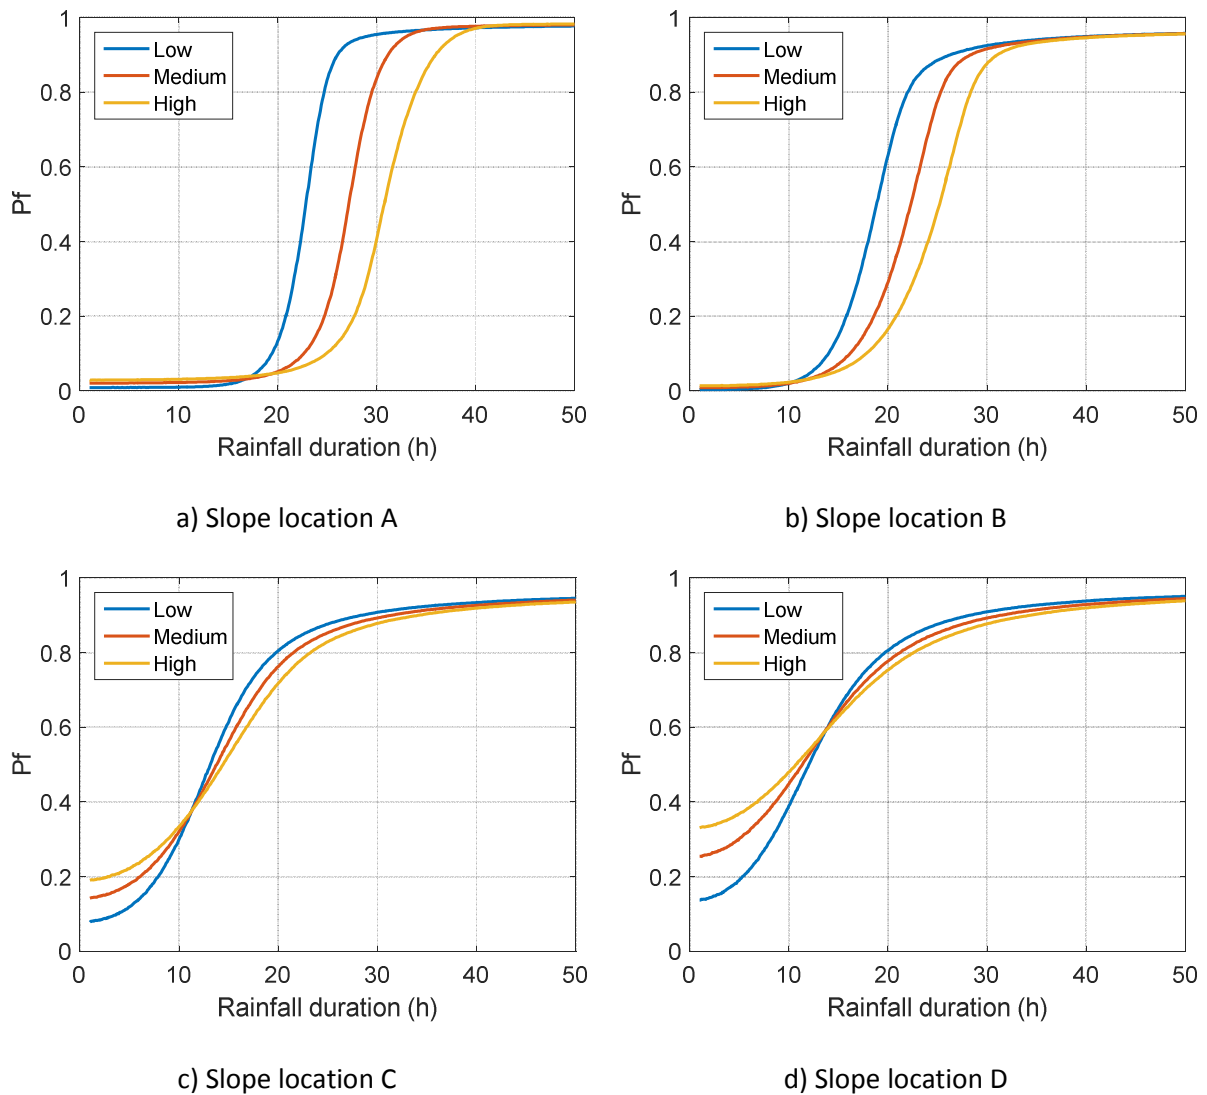 1
0.8
0.6
0.4
0.2
0
Pf
Low
Medium
High
0 10 20 30 40 50
Rainfall duration (h)
a) Slope location A
1
0.8
0.6
0.4
0.2
0
Pf
Low
Medium
High
0 10 20 30 40 50
Rainfall duration (h)
b) Slope location B
1
0.8
0.6
0.4
0.2
0
Pf
Low
Medium
High
0 10 20 30 40 50
Rainfall duration (h)
c) Slope location C
1
0.8
0.6
0.4
0.2
0
Pf
Low
Medium
High
0 10 20 30 40 50
Rainfall duration (h)
d) Slope location D